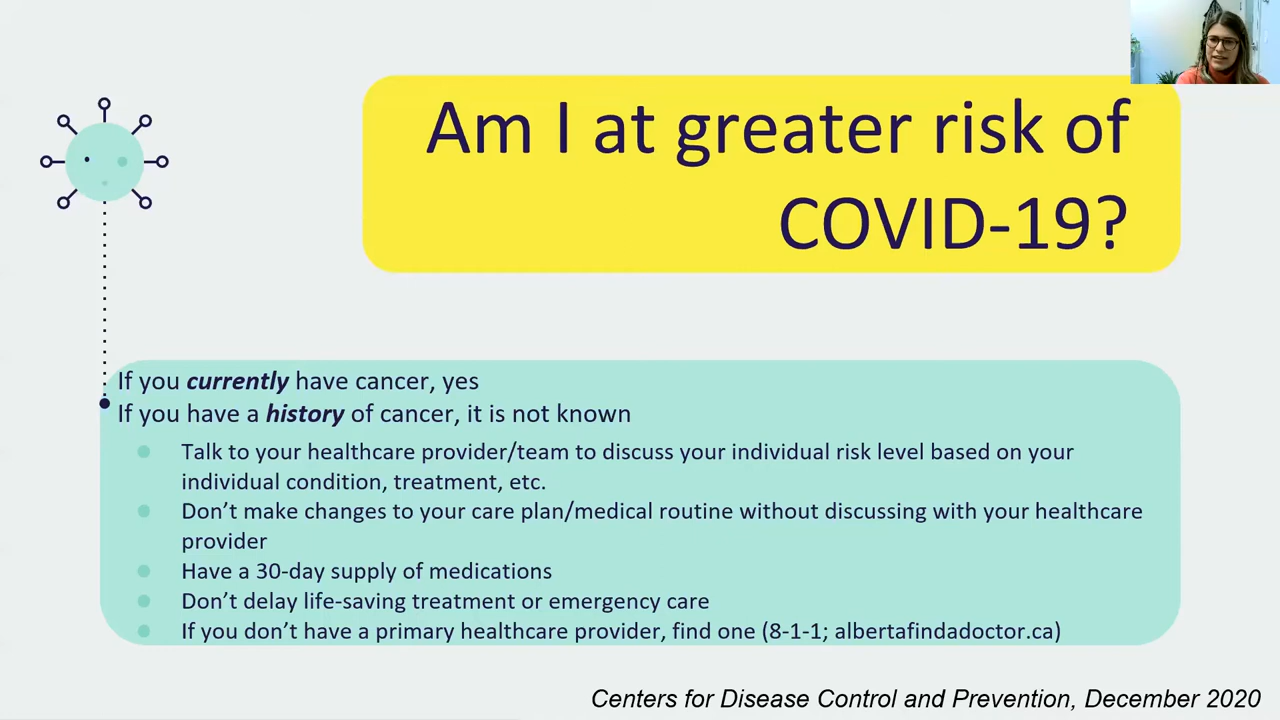 Am I at greater risk of
COVID-19?
If you currently have cancer, yes
If you have a history of cancer, it is not known
Talk to your healthcare provider/team to discuss your individual risk level based on your
individual condition, treatment, etc.
Don’t make changes to your care plan/medical routine without discussing with your healthcare
provider
Have a 30-day supply of medications
Don’t delay life-saving treatment or emergency care
If you don’t have a primary healthcare provider, find one (8-1-1; albertafindadoctor.ca)
Centers for Disease Control and Prevention, December 2020